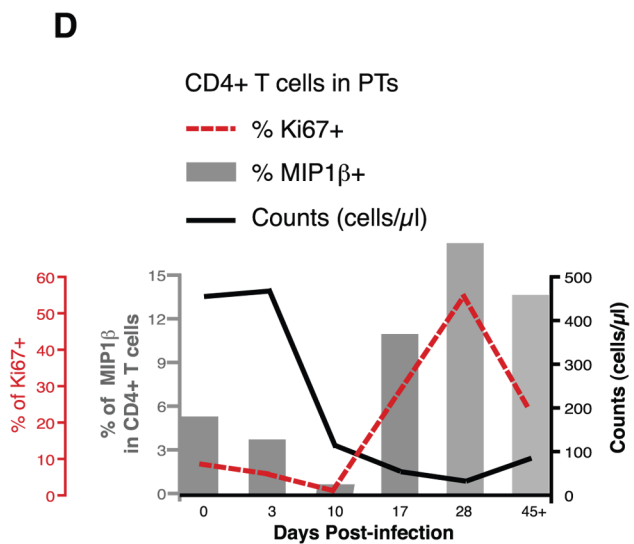 D
CD4+ T cells in PTs
% Ki67+
% MIP1β+
Counts (cells/µl)
% of Ki67+
60
50
40
30
20
10
0
% of MIP1β
in CD4+ T cells
15
12
9
6
3
0
500
400
300
200
100
0
Counts (cells/µl)
0 3 10 17 28 45+
Days Post-infection